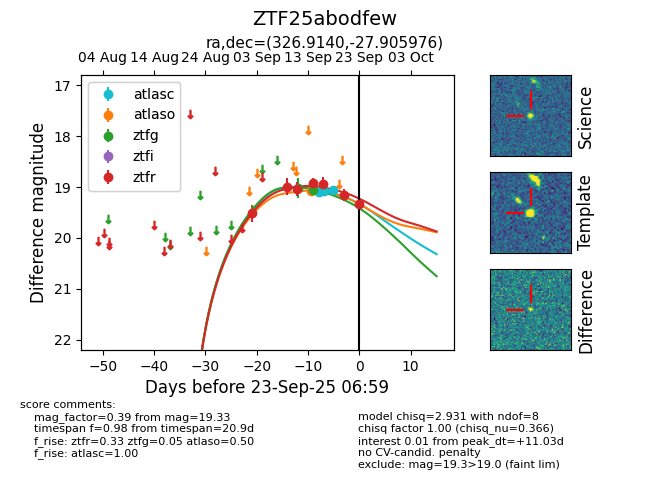 ZTF25abodfew
ra,dec=(326.9140,-27.905976)
04 Aug 14 Aug 24 Aug 03 Sep 13 Sep 23 Sep 03 Oct
Difference magnitude
17
18
19
20
21
22
atlasc
atlaso
ztfg
ztfi
ztfr
−50 −40 −30 −20 −10 0 10
Days before 23-Sep-25 06:59
Science
Template
Difference
score comments:
mag_factor=0.39 from mag=19.33
timespan f=0.98 from timespan=20.9d
f_rise: ztfr=0.33 ztfg=0.05 atlaso=0.50
f_rise: atlasc=1.00
model chisq=2.931 with ndof=8
chisq factor 1.00 (chisq_nu=0.366)
interest 0.01 from peak_dt=+11.03d
no CV-candid. penalty
exclude: mag=19.3>19.0 (faint lim)